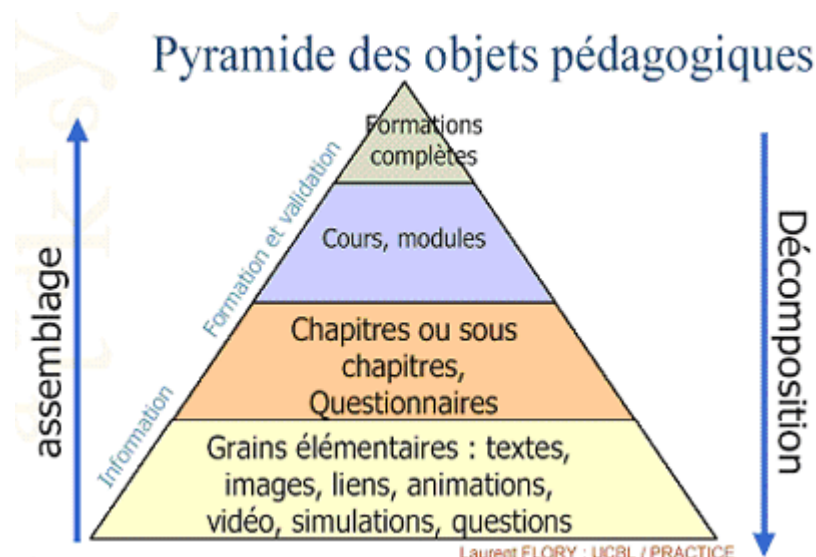 Pyramide des objets pédagogiques
Formations
complètes
Cours, modules
Chapitres ou sous
chapitres,
Questionnaires
Grains élémentaires : textes,
images, liens, animations,
vidéo, simulations, questions
assemblage
Information
Formation et validation
Décomposition
Laurent FLORY : UCBL / PRACTICE